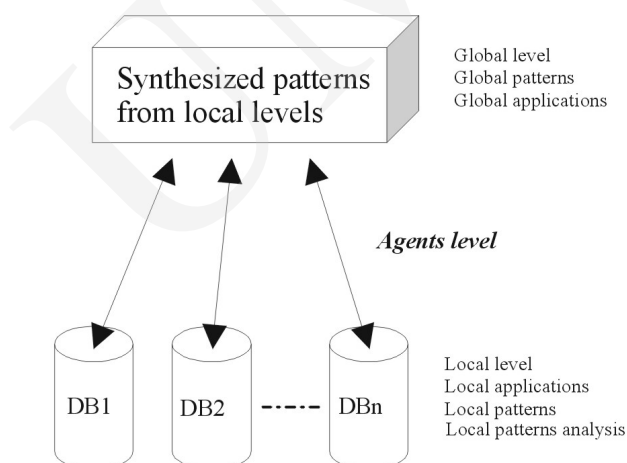 Synthesized patterns
from local levels
Global level
Global patterns
Global applications
Agents level
DB1
DB2
DBn
Local level
Local applications
Local patterns
Local patterns analysis